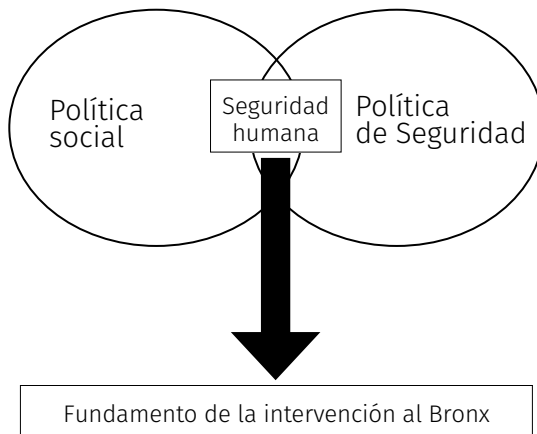 Política
social
Seguridad
humana
Política
de Seguridad
Fundamento de la intervención al Bronx